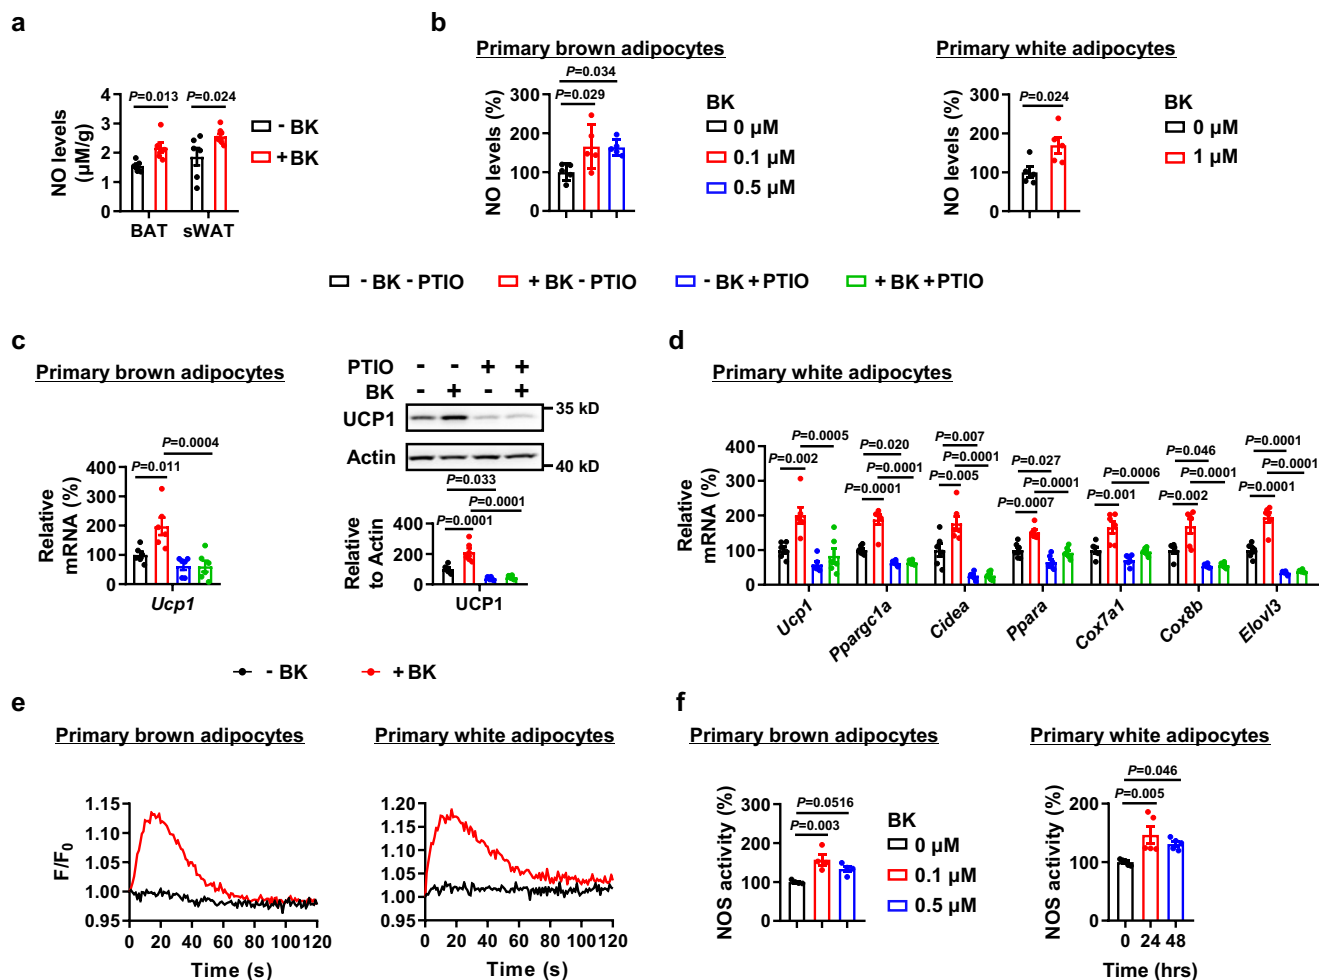 a
NO levels
(μM/g)
4
3
2
1
0
P=0.013
P=0.024
BAT
sWAT
- BK
+BK
b
Primary brown adipocytes
NO levels (%)
300
200
100
0
P=0.034
P=0.029
BK
0 μM
0.1 μM
0.5 μM
Primary white adipocytes
NO levels (%)
300
200
100
0
P=0.024
BK
0 μM
1 μM
- BK - PTIO
+ BK - PTIO
- BK + PTIO
+ BK + PTIO
c
Primary brown adipocytes
Relative
mRNA (%)
400
300
200
100
0
P=0.0004
P=0.011
Ucp1
PTIO - - + +
BK - + - +
UCP1
35 kD
Actin
40 kD
Relative
to Actin
400
200
0
P=0.033
P=0.0001
P=0.0001
UCP1
d
Primary white adipocytes
Relative
mRNA (%)
400
300
200
100
0
P=0.0005
P=0.002
P=0.020
P=0.0001
P=0.0001
P=0.007
P=0.0001
P=0.005
P=0.027
P=0.0001
P=0.0007
P=0.0006
P=0.001
P=0.046
P=0.0001
P=0.002
P=0.0001
P=0.0001
P=0.0001
Ucp1
Ppargc1a
Cidea
Ppara
Cox7a1
Cox8b
Elovl3
- BK
+ BK
e
Primary brown adipocytes
F/F0
1.15
1.10
1.05
1.00
0.95
0 20 40 60 80 100 120
Time (s)
Primary white adipocytes
1.20
1.15
1.10
1.05
1.00
0.95
0 20 40 60 80 100 120
Time (s)
f
Primary brown adipocytes
NOS activity (%)
300
200
100
0
P=0.0516
P=0.003
BK
0 μM
0.1 μM
0.5 μM
Primary white adipocytes
NOS activity (%)
200
100
0
P=0.046
P=0.005
0 24 48
Time (hrs)